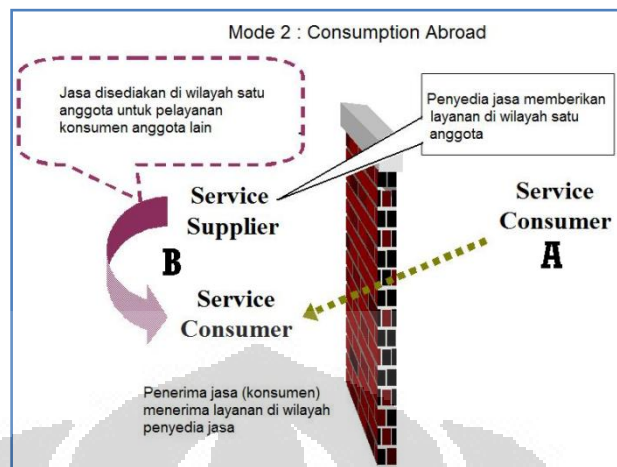 Mode 2 : Consumption Abroad
Jasa disediakan di wilayah satu
anggota untuk pelayanan
konsumen anggota lain
Penyedia jasa memberikan
layanan di wilayah satu
anggota
Service
Supplier
Service
Consumer
A
B
Service
Consumer
Penerima jasa (konsumen)
menerima layanan di wilayah
penyedia jasa